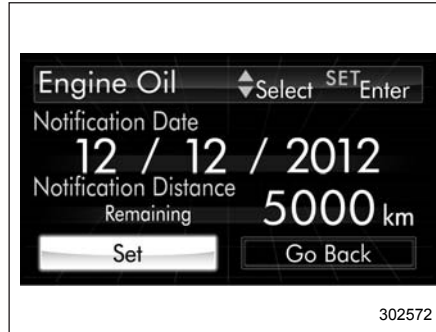 Engine Oil Select SET Enter
Notification Date
12 / 12 / 2012
Notification Distance
Remaining 5000 km
Set Go Back
302572